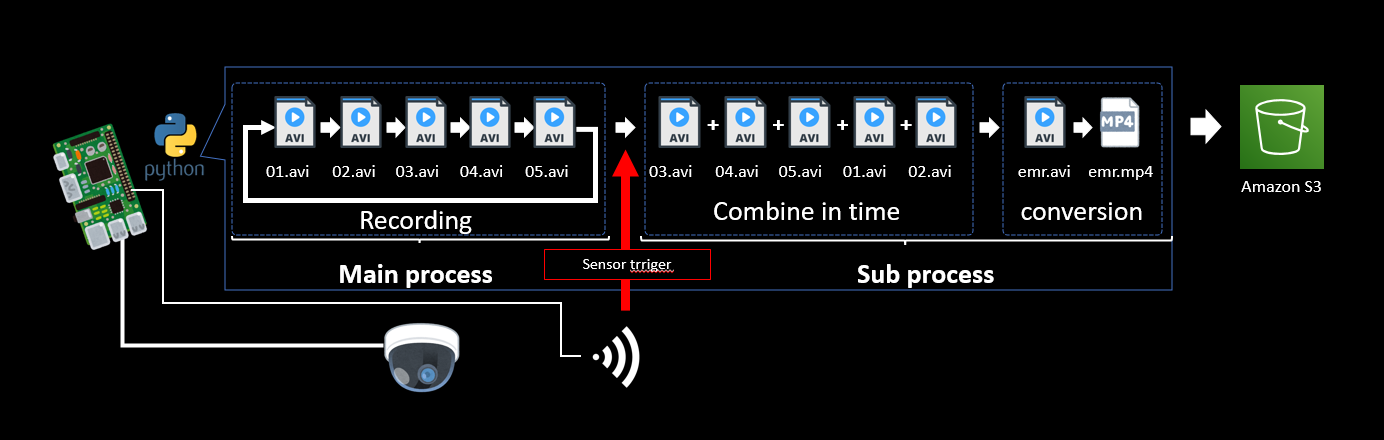 AVI AVI AVI AVI AVI
AVI AVI AVI AVI AVI
AVI MP4
python
01.avi 02.avi 03.avi 04.avi 05.avi
03.avi + 04.avi + 05.avi + 01.avi + 02.avi
emr.avi emr.mp4
Amazon S3
Recording
Combine in time
conversion
Sensor trriger
Main process
Sub process